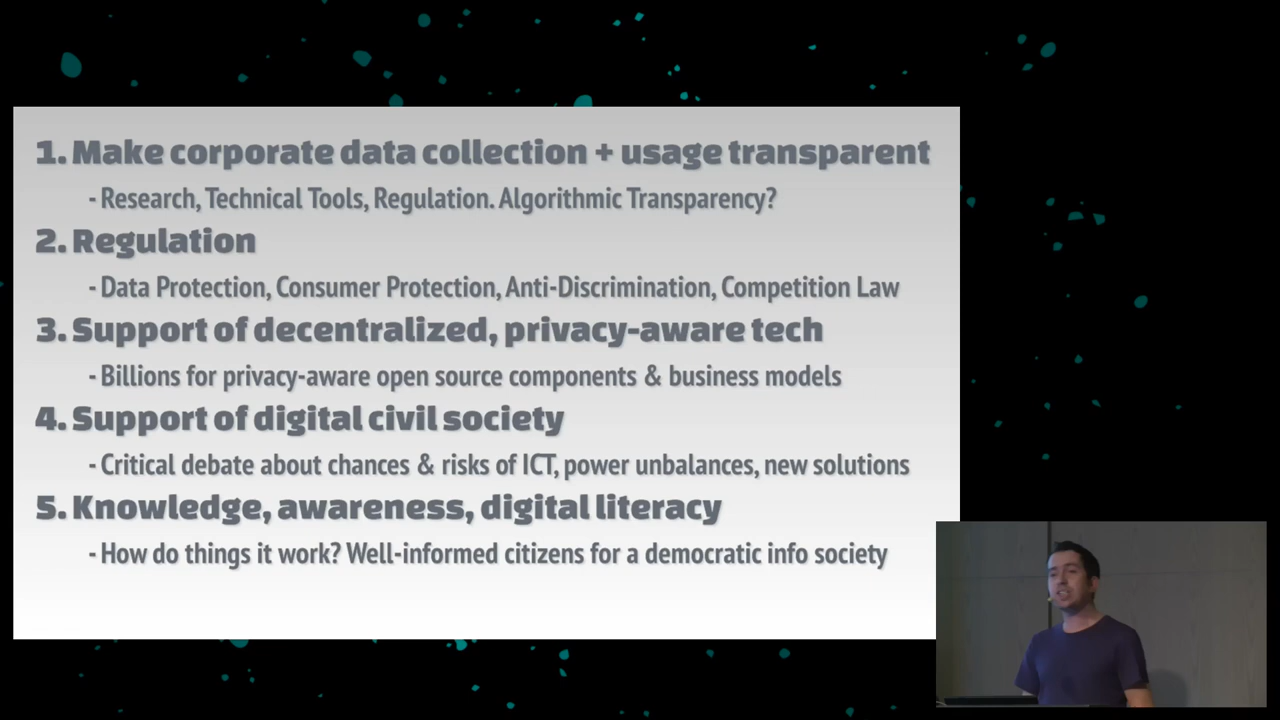 1. Make corporate data collection + usage transparent
- Research, Technical Tools, Regulation. Algorithmic Transparency?
2. Regulation
- Data Protection, Consumer Protection, Anti-Discrimination, Competition Law
3. Support of decentralized, privacy-aware tech
- Billions for privacy-aware open source components & business models
4. Support of digital civil society
- Critical debate about chances & risks of ICT, power unbalances, new solutions
5. Knowledge, awareness, digital literacy
- How do things it work? Well-informed citizens for a democratic info society